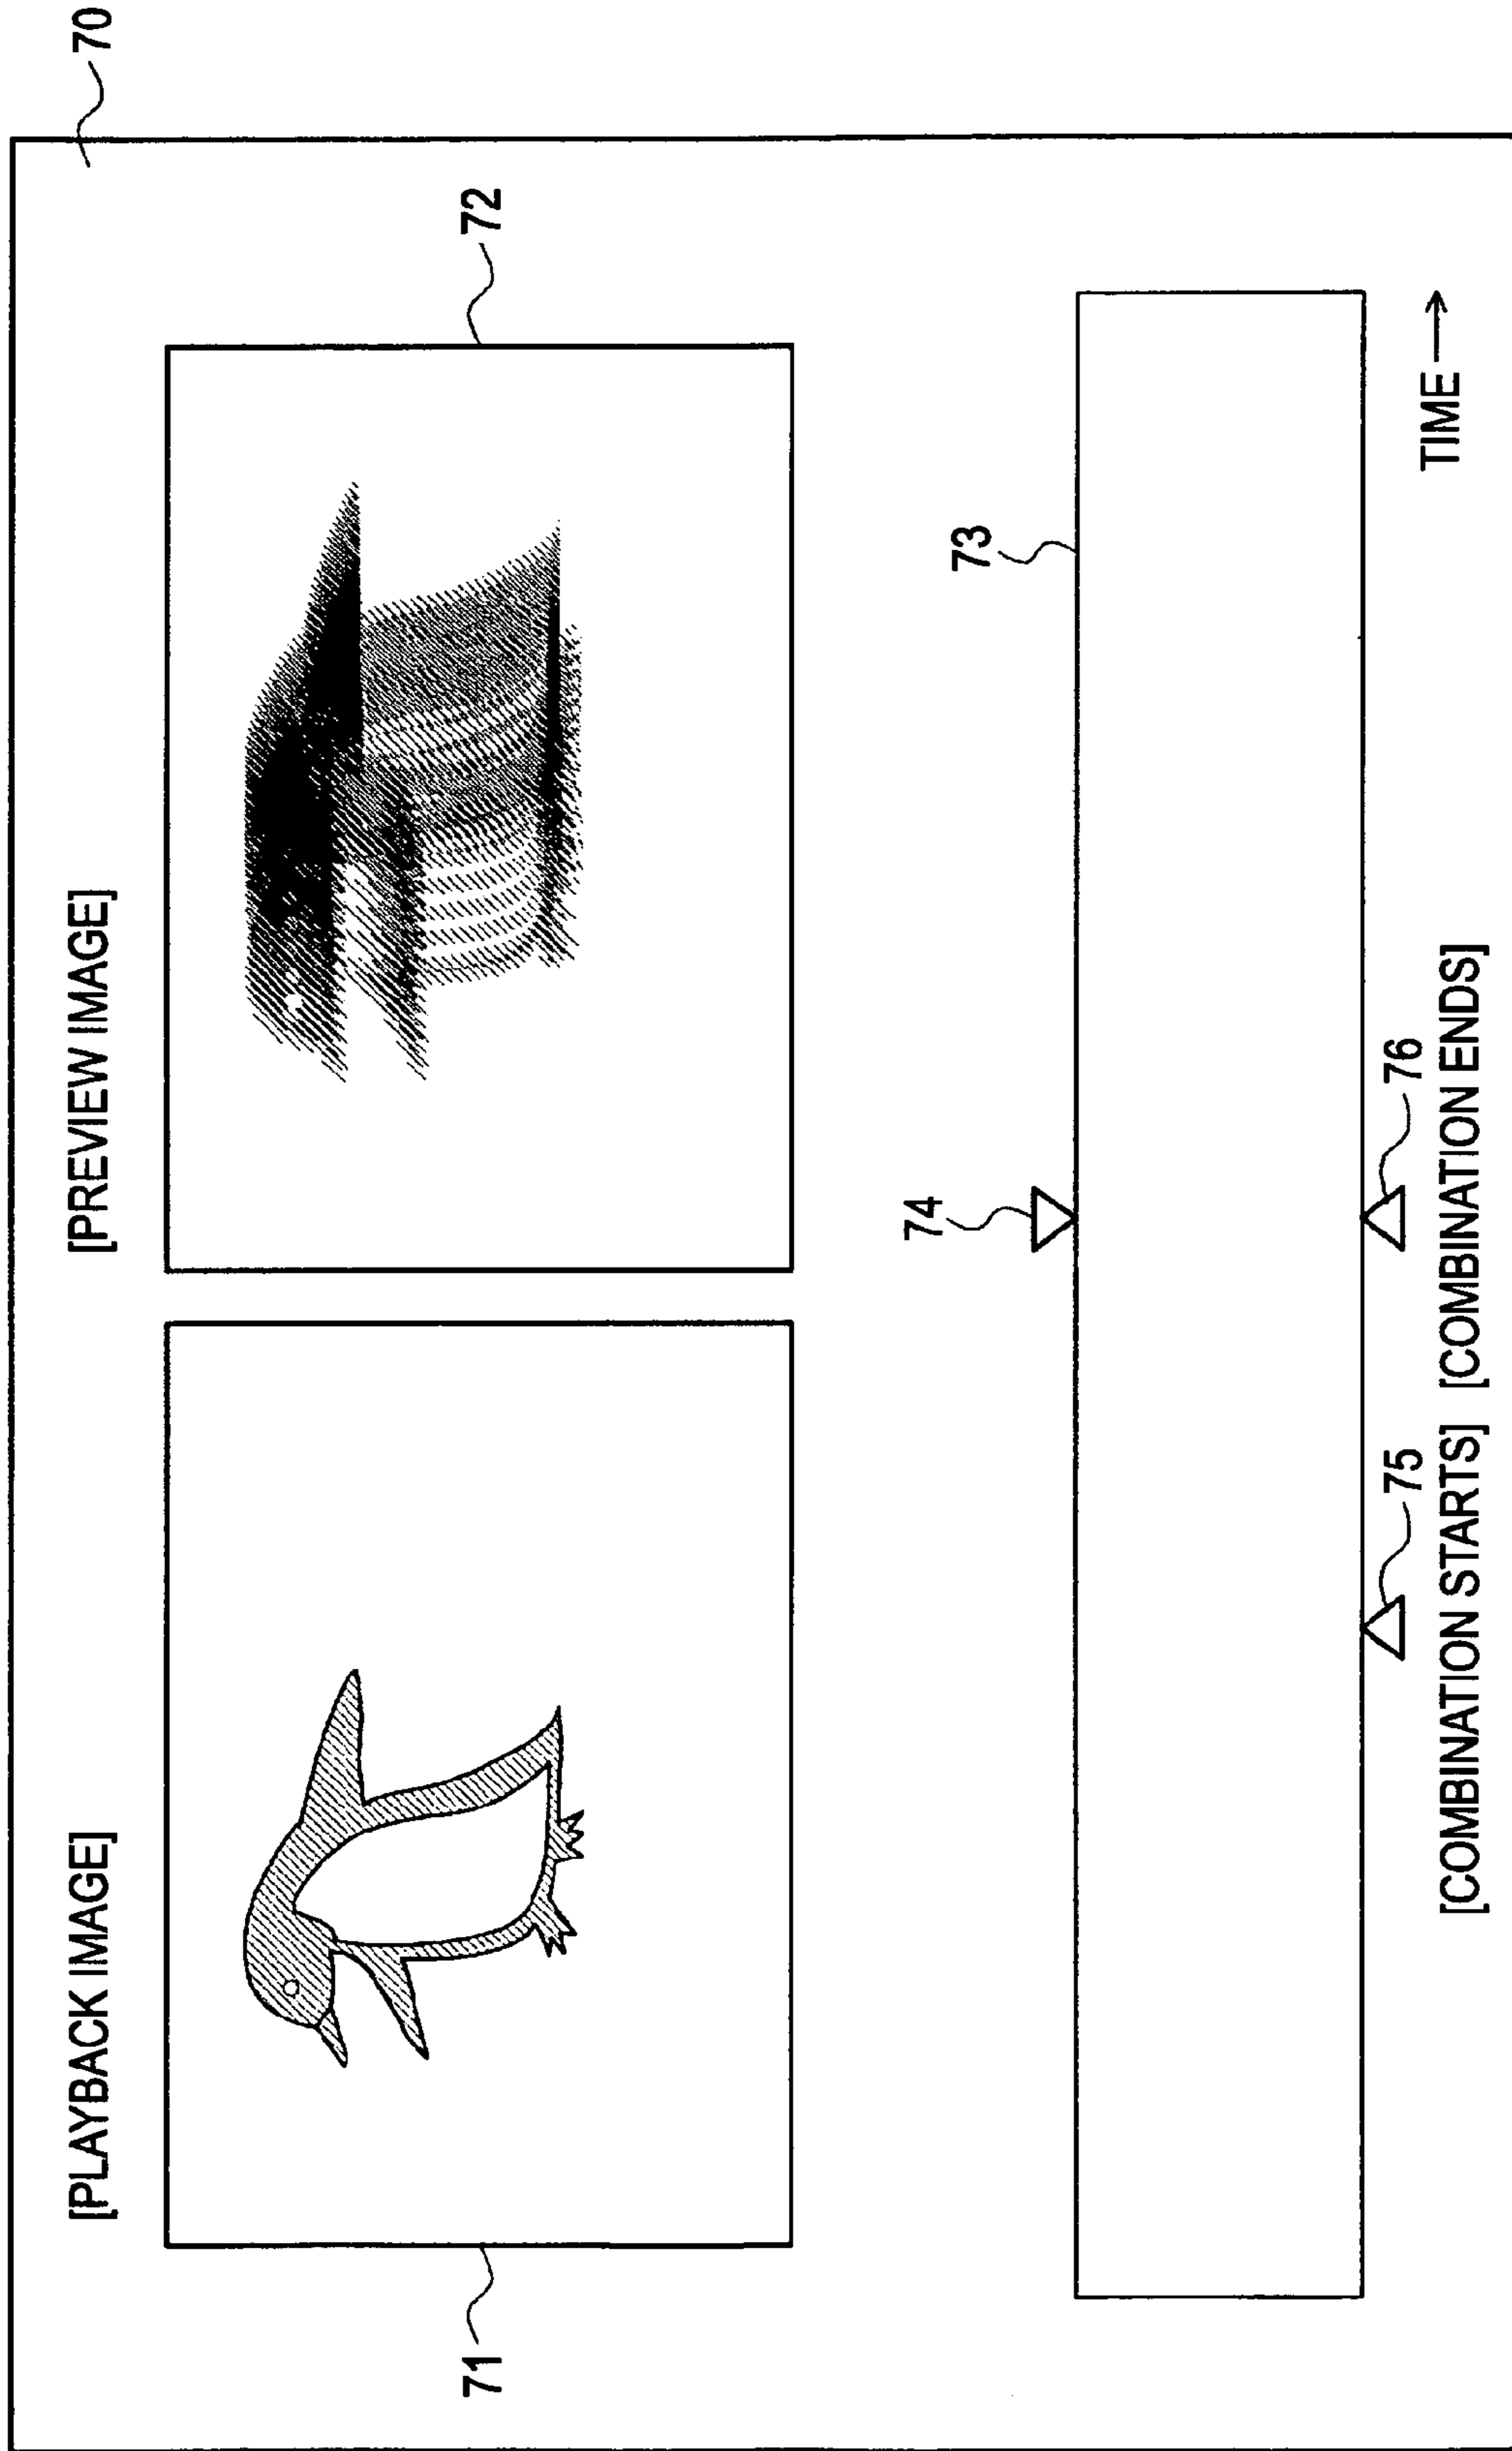 70
[PLAYBACK IMAGE] [PREVIEW IMAGE]
71
72
73
74
75
76
[COMBINATION STARTS] [COMBINATION ENDS]
TIME →